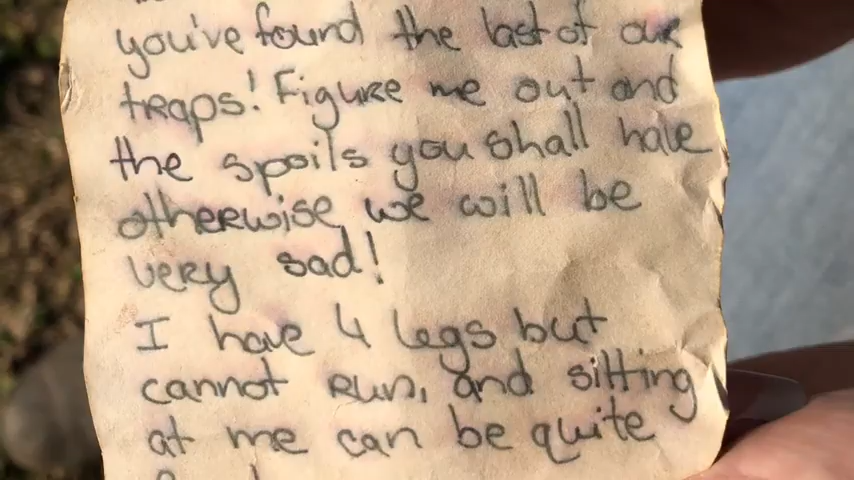 you've found the last of our
traps! Figure me out and
the spoils you shall have
otherwise we will be
very sad!
I have 4 legs but
cannot run, and sitting
at me can be quite